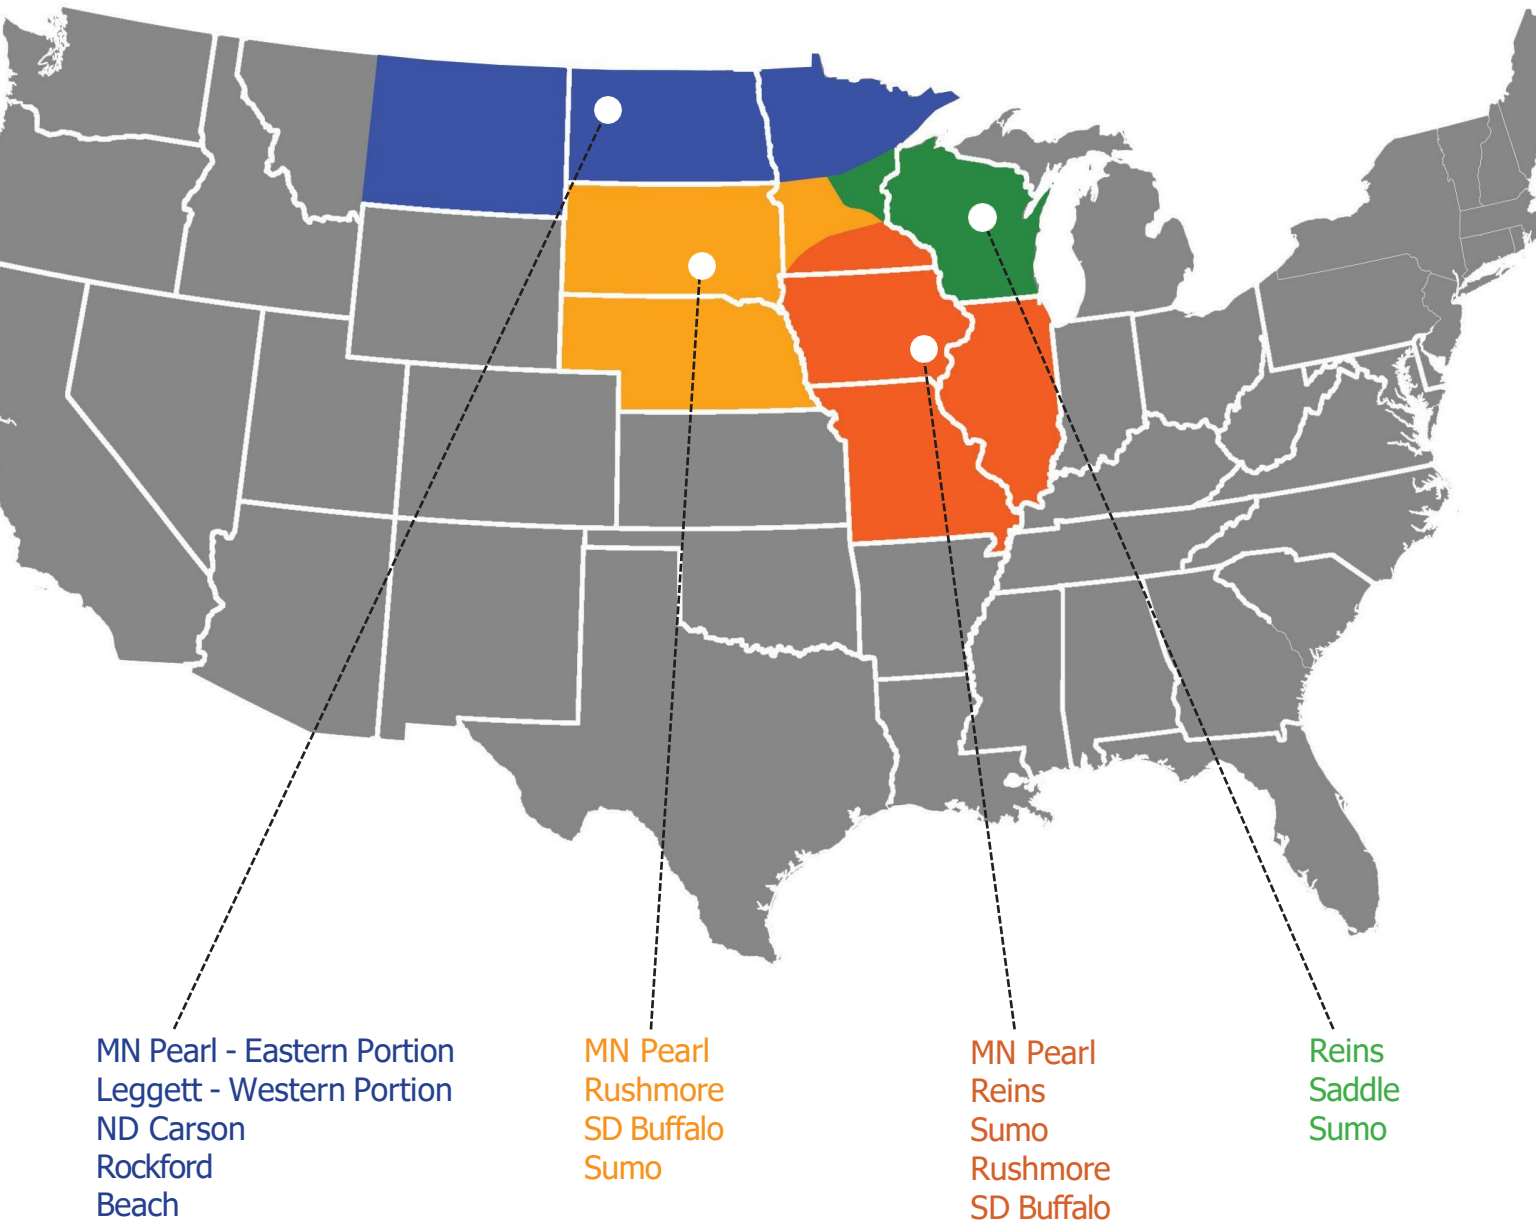 MN Pearl - Eastern Portion
Leggett - Western Portion
ND Carson
Rockford
Beach
MN Pearl
Rushmore
SD Buffalo
Sumo
MN Pearl
Reins
Sumo
Rushmore
SD Buffalo
Reins
Saddle
Sumo